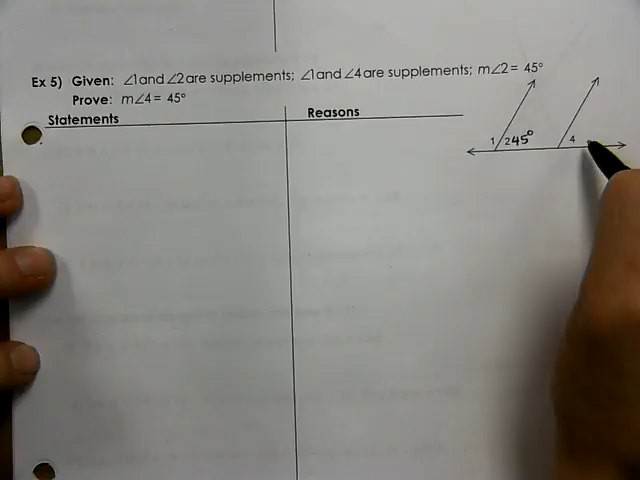 Ex 5) Given: ∠1 and ∠2 are supplements; ∠1 and ∠4 are supplements; m∠2 = 45°
Prove: m∠4 = 45°
Statements Reasons
1 2 45° 4